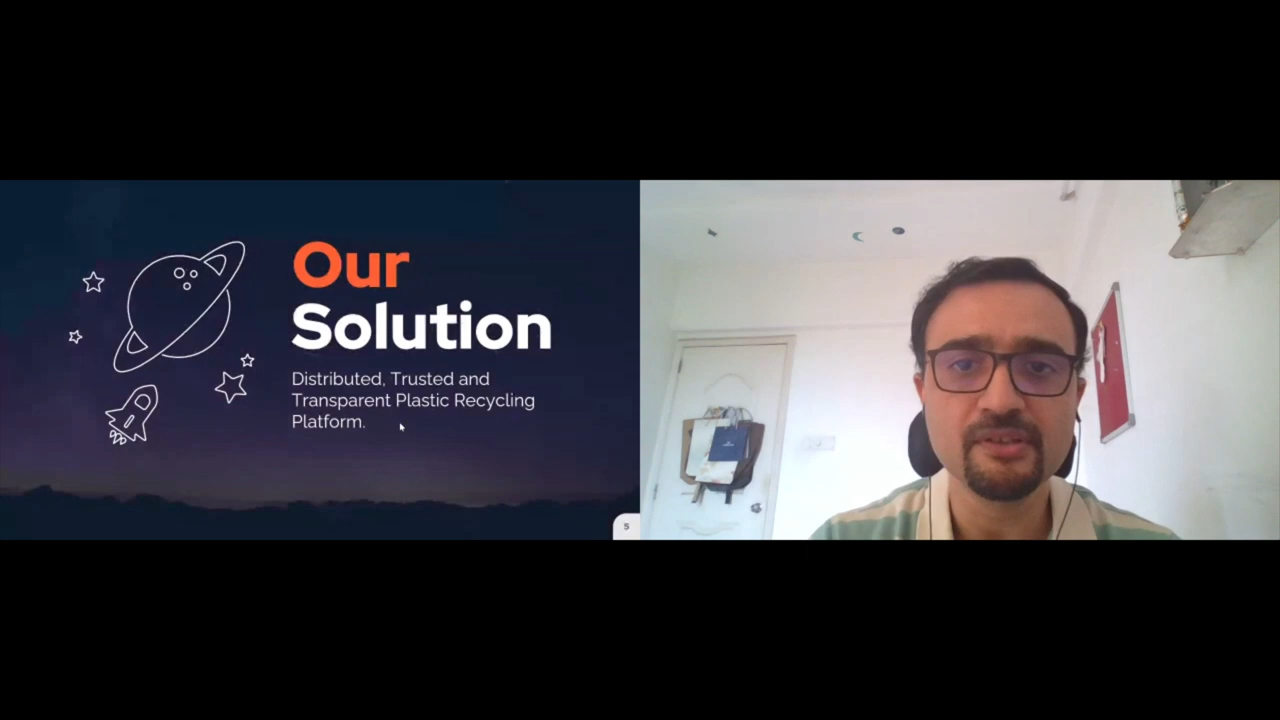 Our
Solution
Distributed, Trusted and
Transparent Plastic Recycling
Platform.
5